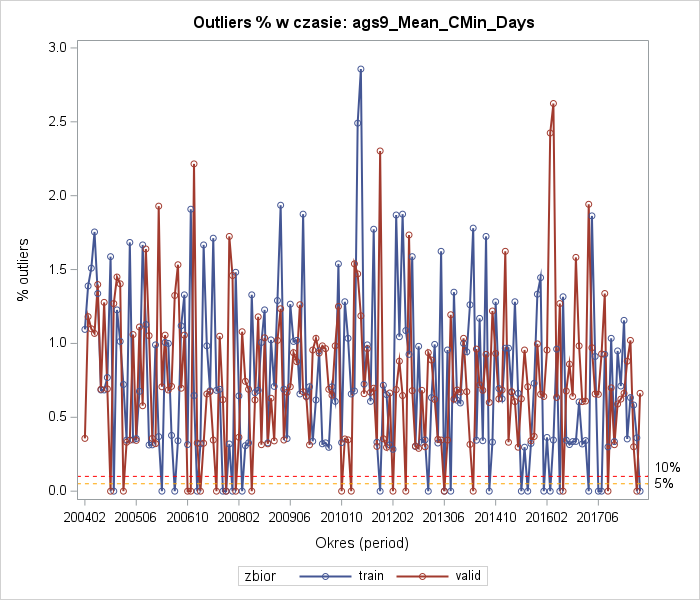 Outliers % w czasie: ags9_Mean_CMin_Days
3.0
2.5
2.0
1.5
1.0
0.5
0.0
% outliers
10%
5%
200402 200506 200610 200802 200906 201010 201202 201306 201410 201602 201706
Okres (period)
zbior train valid